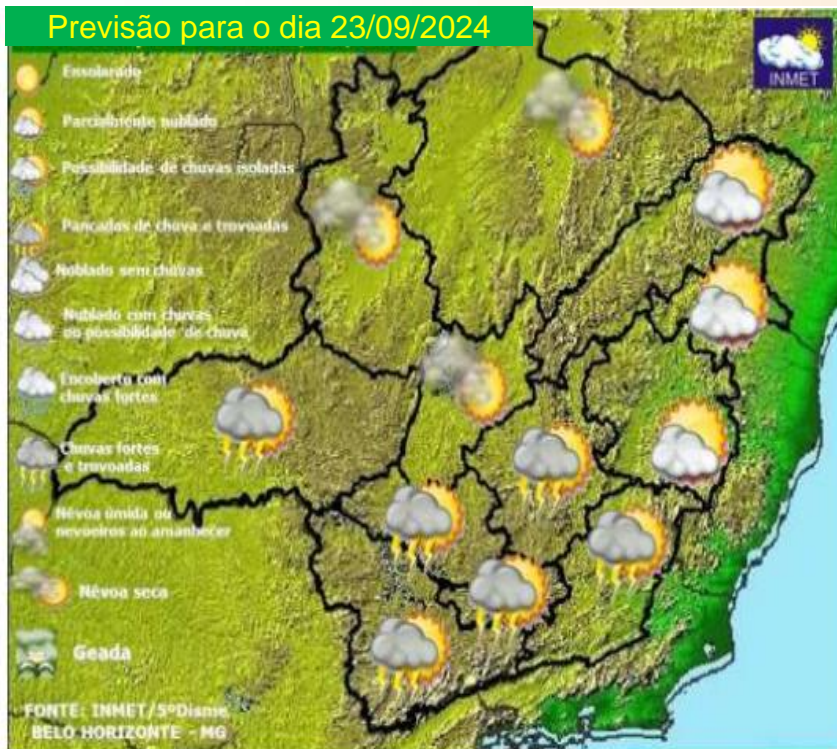 Previsão para o dia 23/09/2024
INMET
Ensolarado
Parcialmente nublado
Possibilidade de chuvas isoladas
Pancadas de chuva e trovoadas
Noblado sem chuvas
Nublado com chuvas
ou possibilidade de chuva
Encoberto com
chuvas fortes
Chuvas fortes
e trovoadas
Névoa úmida ou
nevoeiros ao amanhecer
Névoa seca
Geada
FONTE: INMET/5ºDisme
BELO HORIZONTE - MG